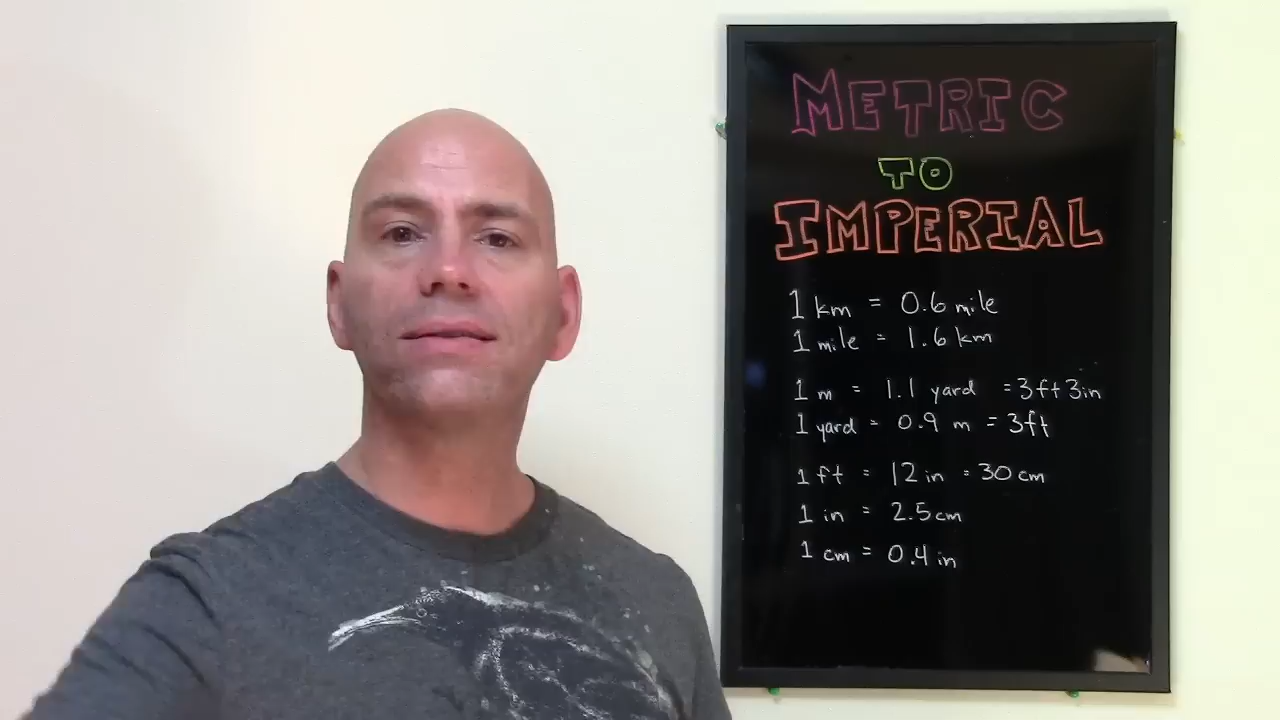 METRIC
TO
IMPERIAL
1 km = 0.6 mile
1 mile = 1.6 km
1 m = 1.1 yard = 3ft 3in
1 yard = 0.9 m = 3ft
1 ft = 12 in = 30 cm
1 in = 2.5 cm
1 cm = 0.4 in